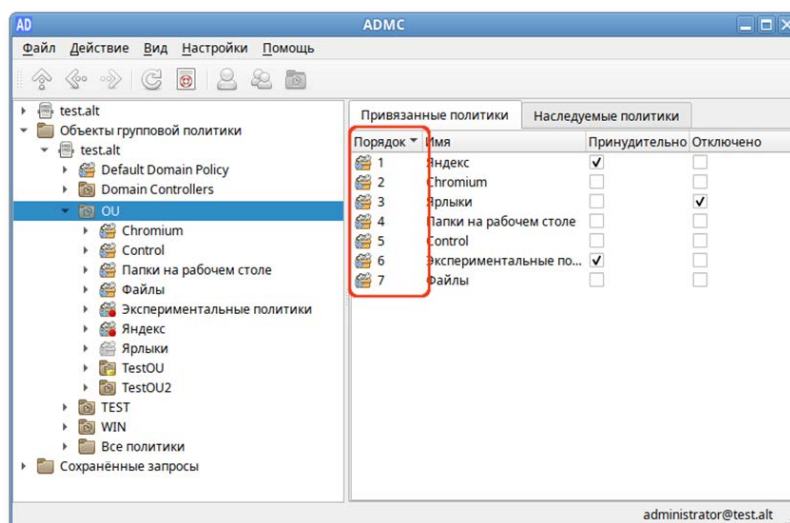 AD ADMC
Файл Действие Вид Настройки Помощь
test.alt
Объекты групповой политики
test.alt
Default Domain Policy
Domain Controllers
OU
Chromium
Control
Папки на рабочем столе
Файлы
Экспериментальные политики
Яндекс
Ярлыки
TestOU
TestOU2
TEST
WIN
Все политики
Сохранённые запросы
Привязанные политики Наследуемые политики
Порядок Имя Принудительно Отключено
1 Яндекс
2 Chromium
3 Ярлыки
4 Папки на рабочем столе
5 Control
6 Экспериментальные по...
7 Файлы
administrator@test.alt